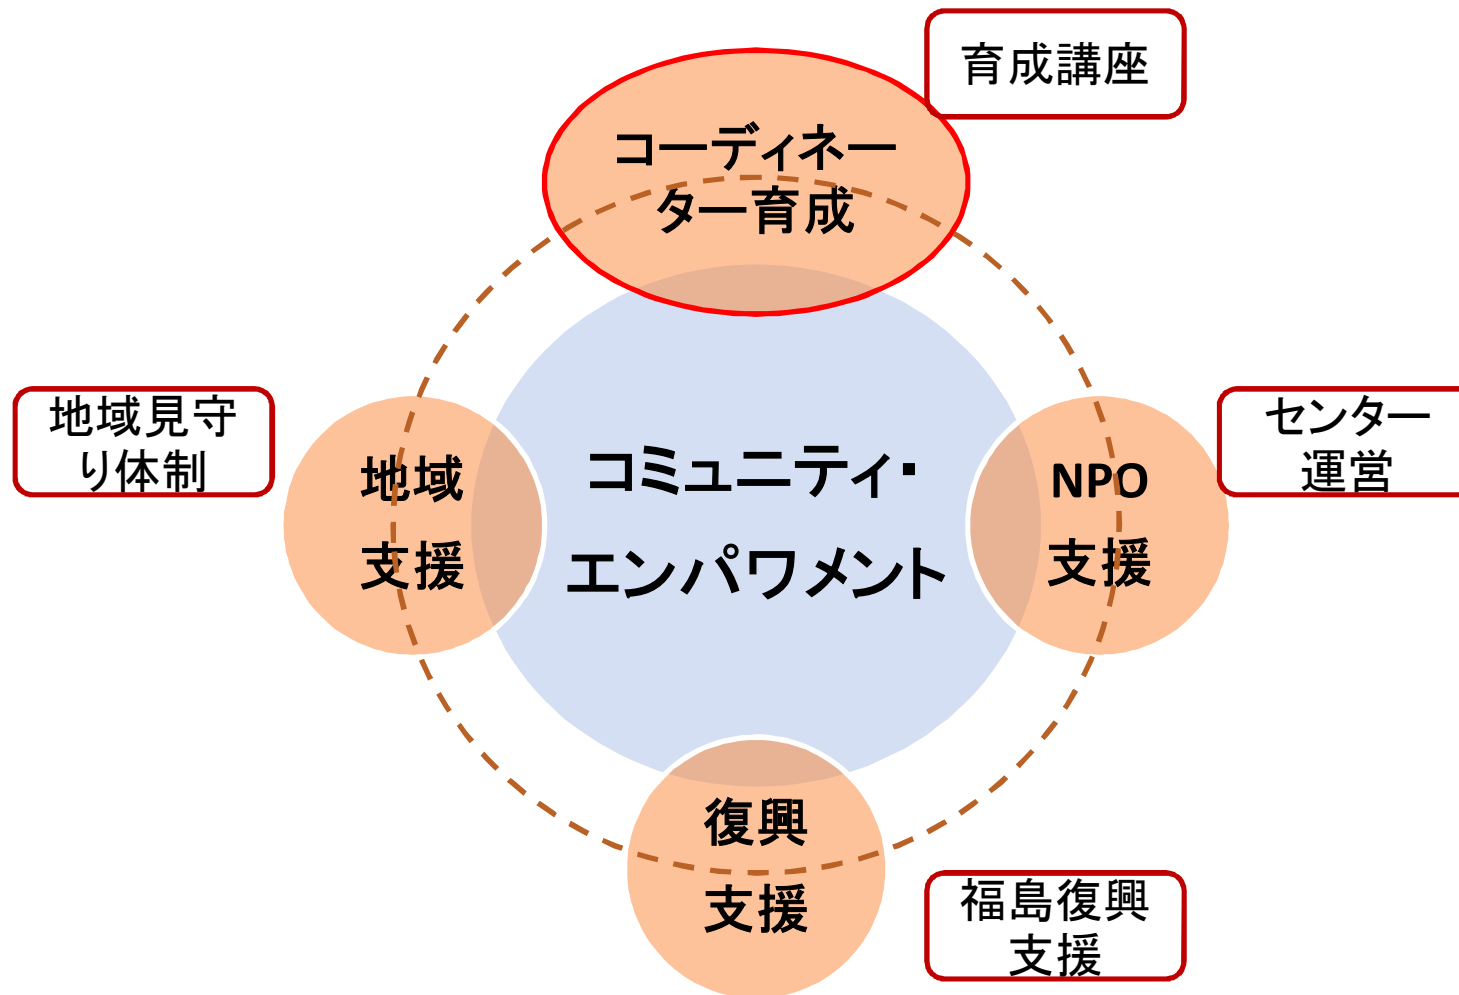 育成講座
コーディネー
ター育成
地域見守
り体制
地域
支援
コミュニティ・
エンパワメント
NPO
支援
センター
運営
復興
支援
福島復興
支援